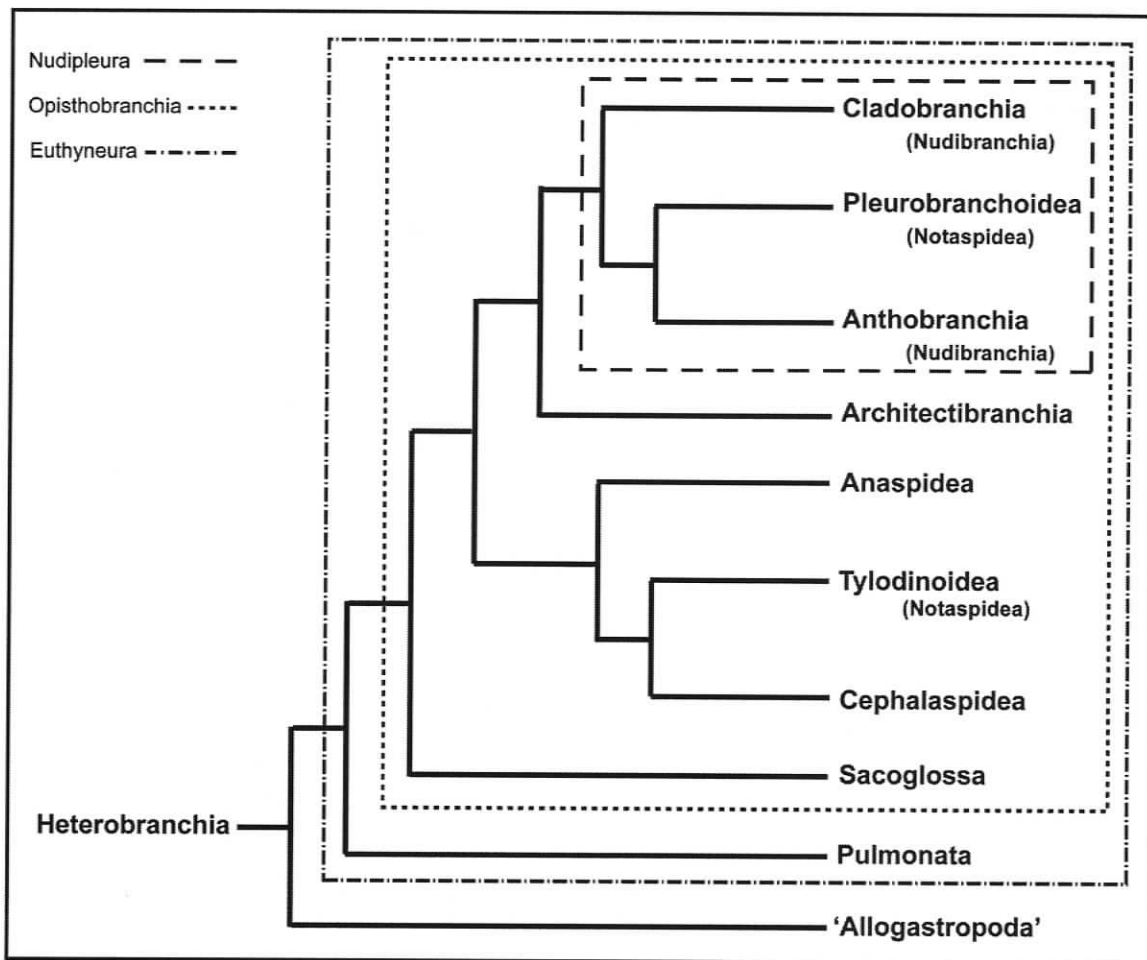 Nudipleura
Opisthobranchia
Euthyneura
Cladobranchia
(Nudibranchia)
Pleurobranchoidea
(Notaspidea)
Anthobranchia
(Nudibranchia)
Architectibranchia
Anaspidea
Tylodinoidea
(Notaspidea)
Cephalaspidea
Sacoglossa
Heterobranchia
Pulmonata
‘Allogastropoda’